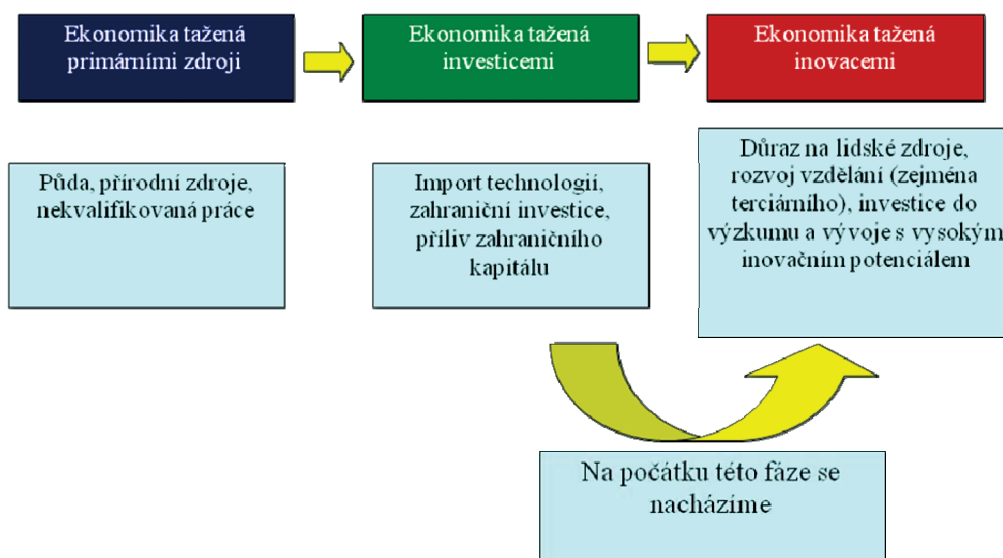 Ekonomika tažená
primárními zdroji
Ekonomika tažená
investicemi
Ekonomika tažená
inovacemi
Půda, přírodní zdroje,
nekvalifikovaná práce
Import technologií,
zahraniční investice,
příliv zahraničního
kapitálu
Důraz na lidské zdroje,
rozvoj vzdělání (zejména
terciárního), investice do
výzkumu a vývoje s vysokým
inovačním potenciálem
Na počátku této fáze se
nacházíme